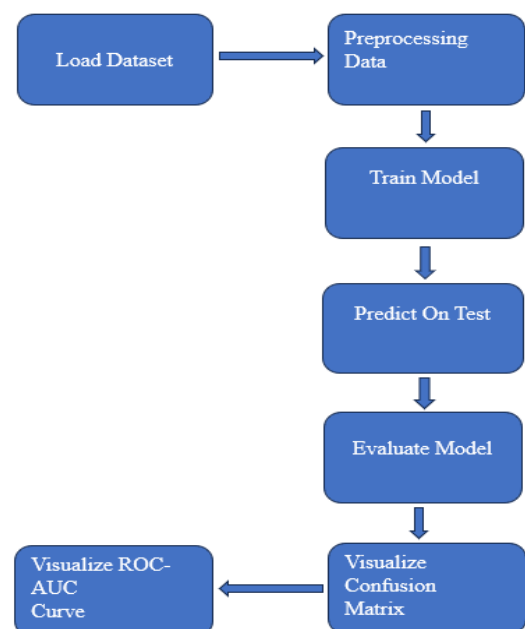 Load Dataset
Preprocessing
Data
Train Model
Predict On Test
Evaluate Model
Visualize
Confusion
Matrix
Visualize ROC-
AUC
Curve